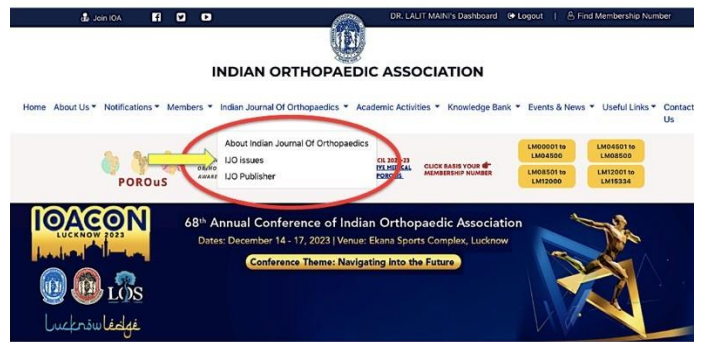 Join IOA DR. LALIT MAINI's Dashboard Logout | Find Membership Number
INDIAN ORTHOPAEDIC ASSOCIATION
Home About Us Notifications Members Indian Journal Of Orthopaedics Academic Activities Knowledge Bank Events & News Useful Links Contact Us
About Indian Journal Of Orthopaedics
IJO issues
IJO Publisher
POROuS
CLICK BASIS YOUR
MEMBERSHIP NUMBER
LM00001 to
LM04500
LM04501 to
LM08500
LM08501 to
LM12000
LM12001 to
LM15334
IOACON
LUCKNOW 2023
68th Annual Conference of Indian Orthopaedic Association
Dates: December 14 - 17, 2023 | Venue: Ekana Sports Complex, Lucknow
Conference Theme: Navigating into the Future
LOS
Lucknow Ledge